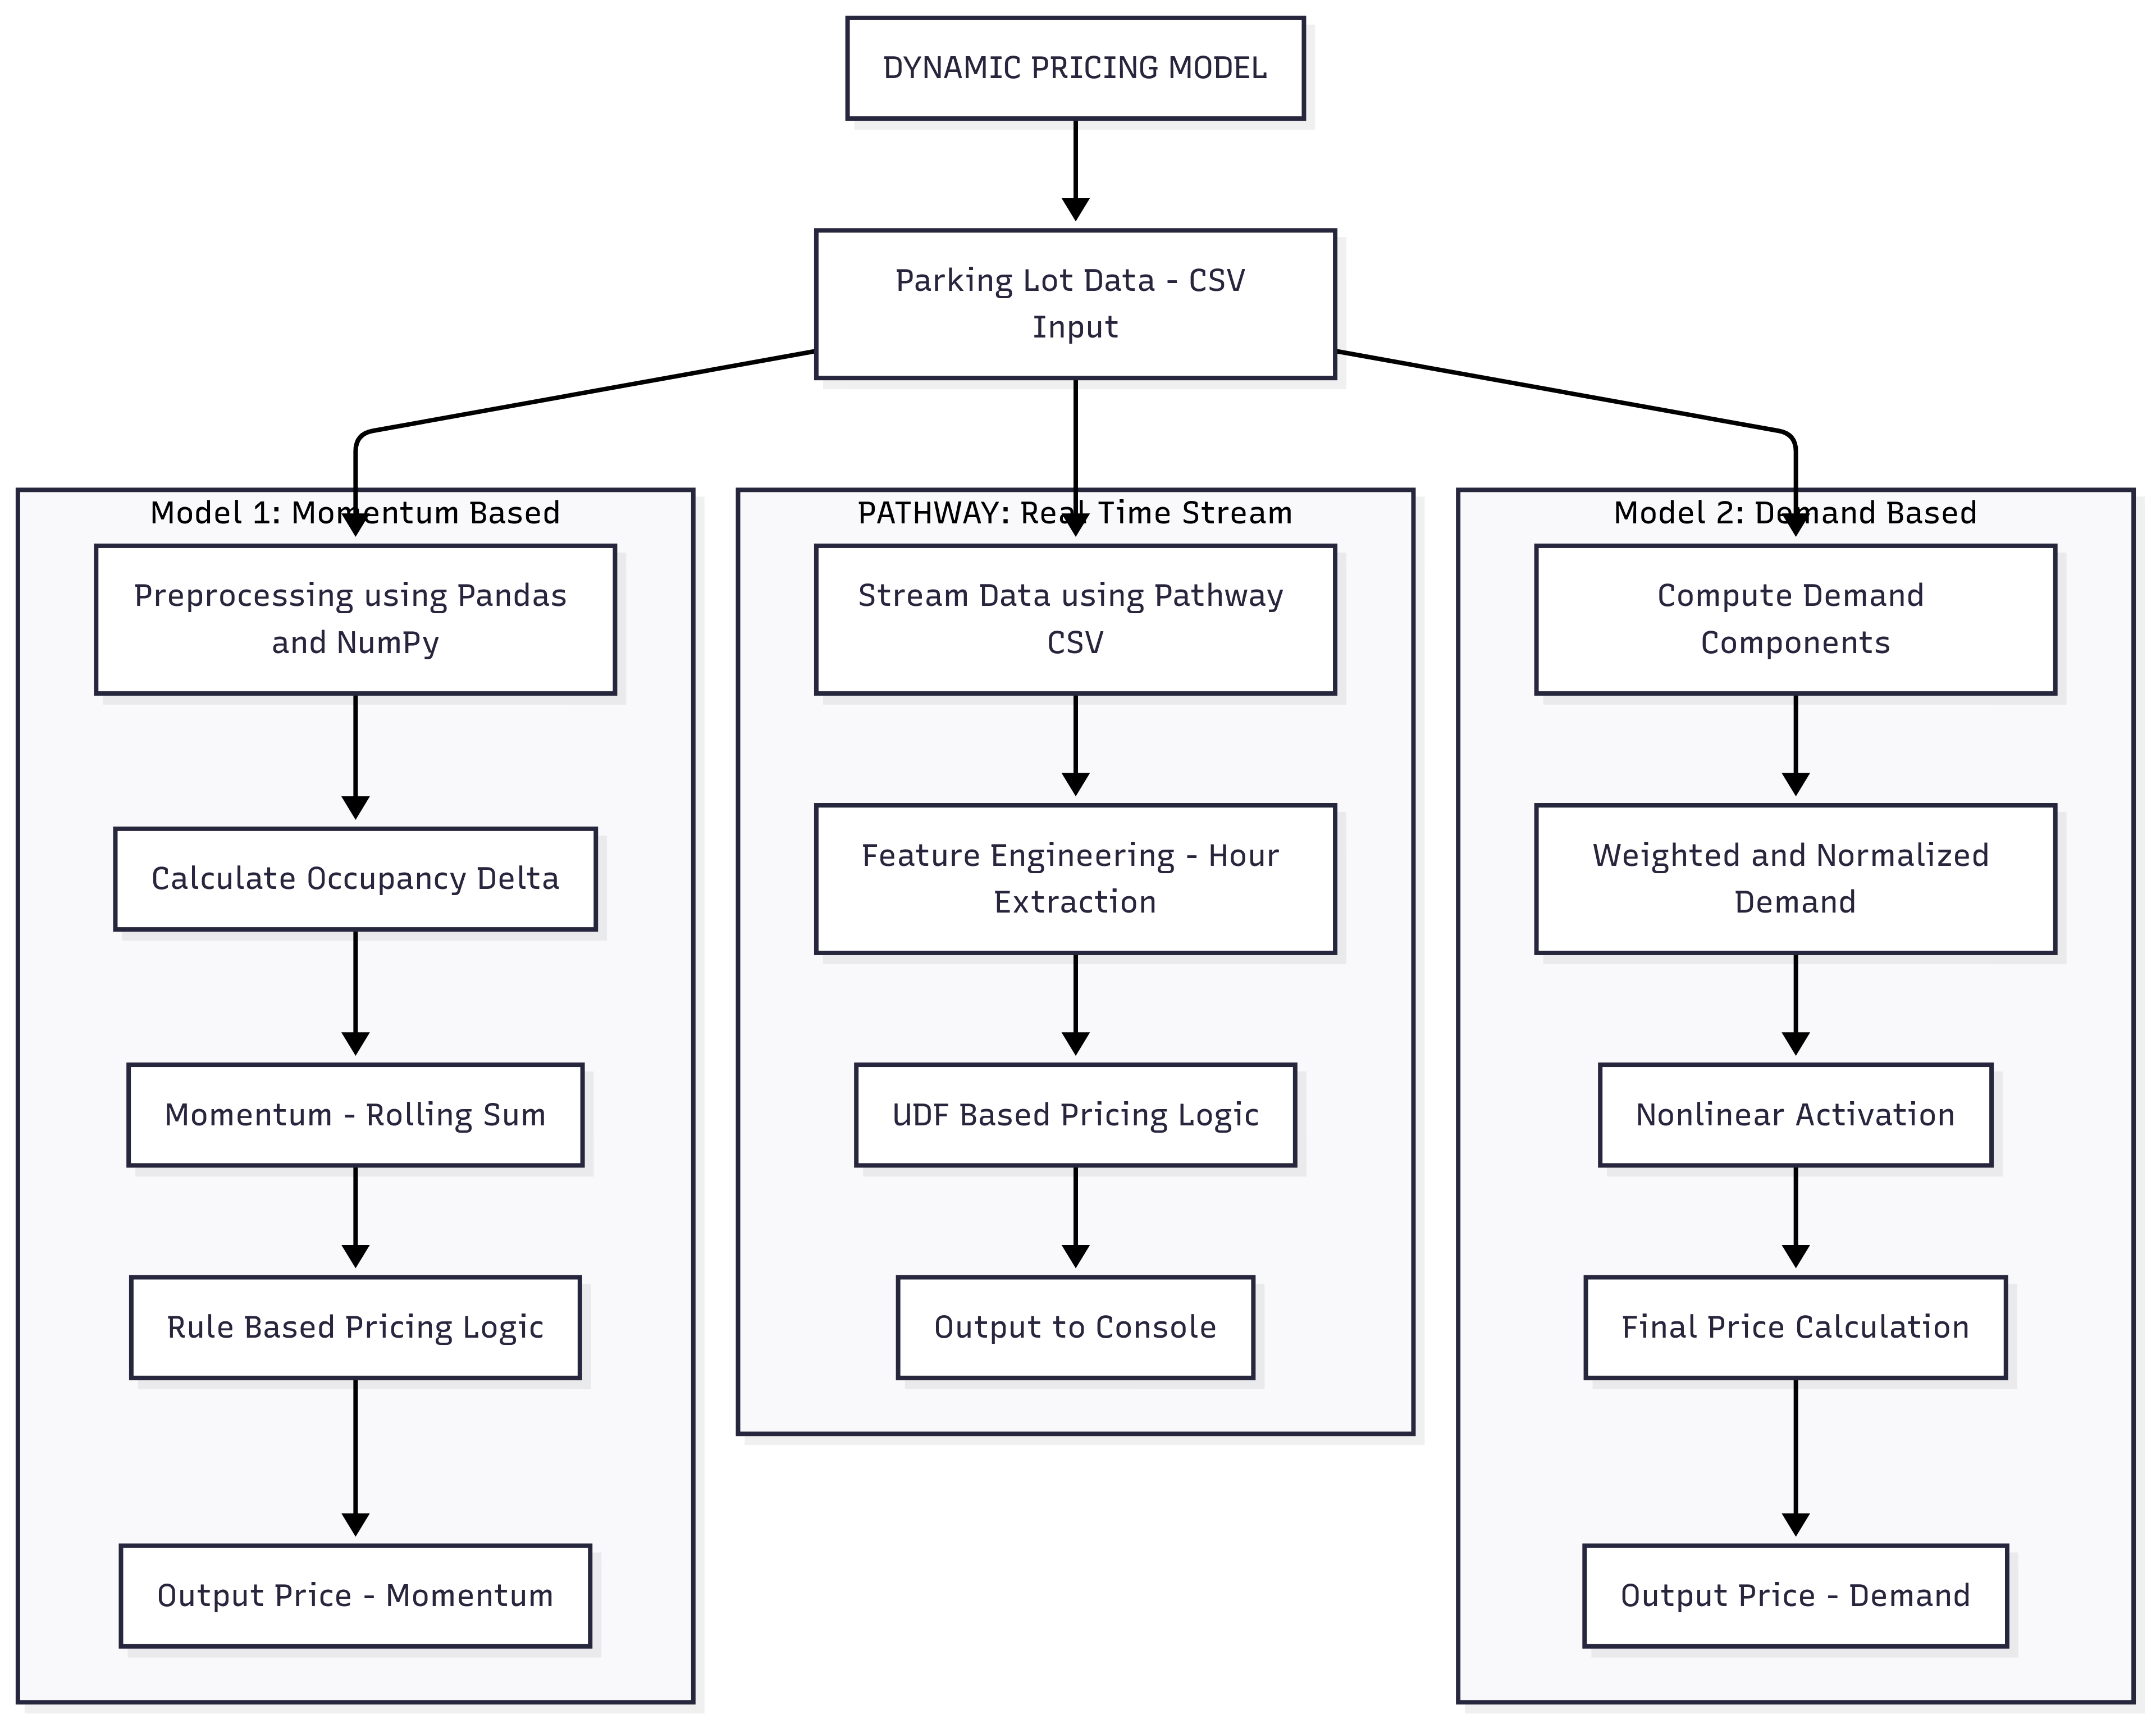 DYNAMIC PRICING MODEL
Parking Lot Data - CSV
Input
Model 1: Momentum Based
Preprocessing using Pandas
and NumPy
Calculate Occupancy Delta
Momentum - Rolling Sum
Rule Based Pricing Logic
Output Price - Momentum
PATHWAY: Real Time Stream
Stream Data using Pathway
CSV
Feature Engineering - Hour
Extraction
UDF Based Pricing Logic
Output to Console
Model 2: Demand Based
Compute Demand
Components
Weighted and Normalized
Demand
Nonlinear Activation
Final Price Calculation
Output Price - Demand